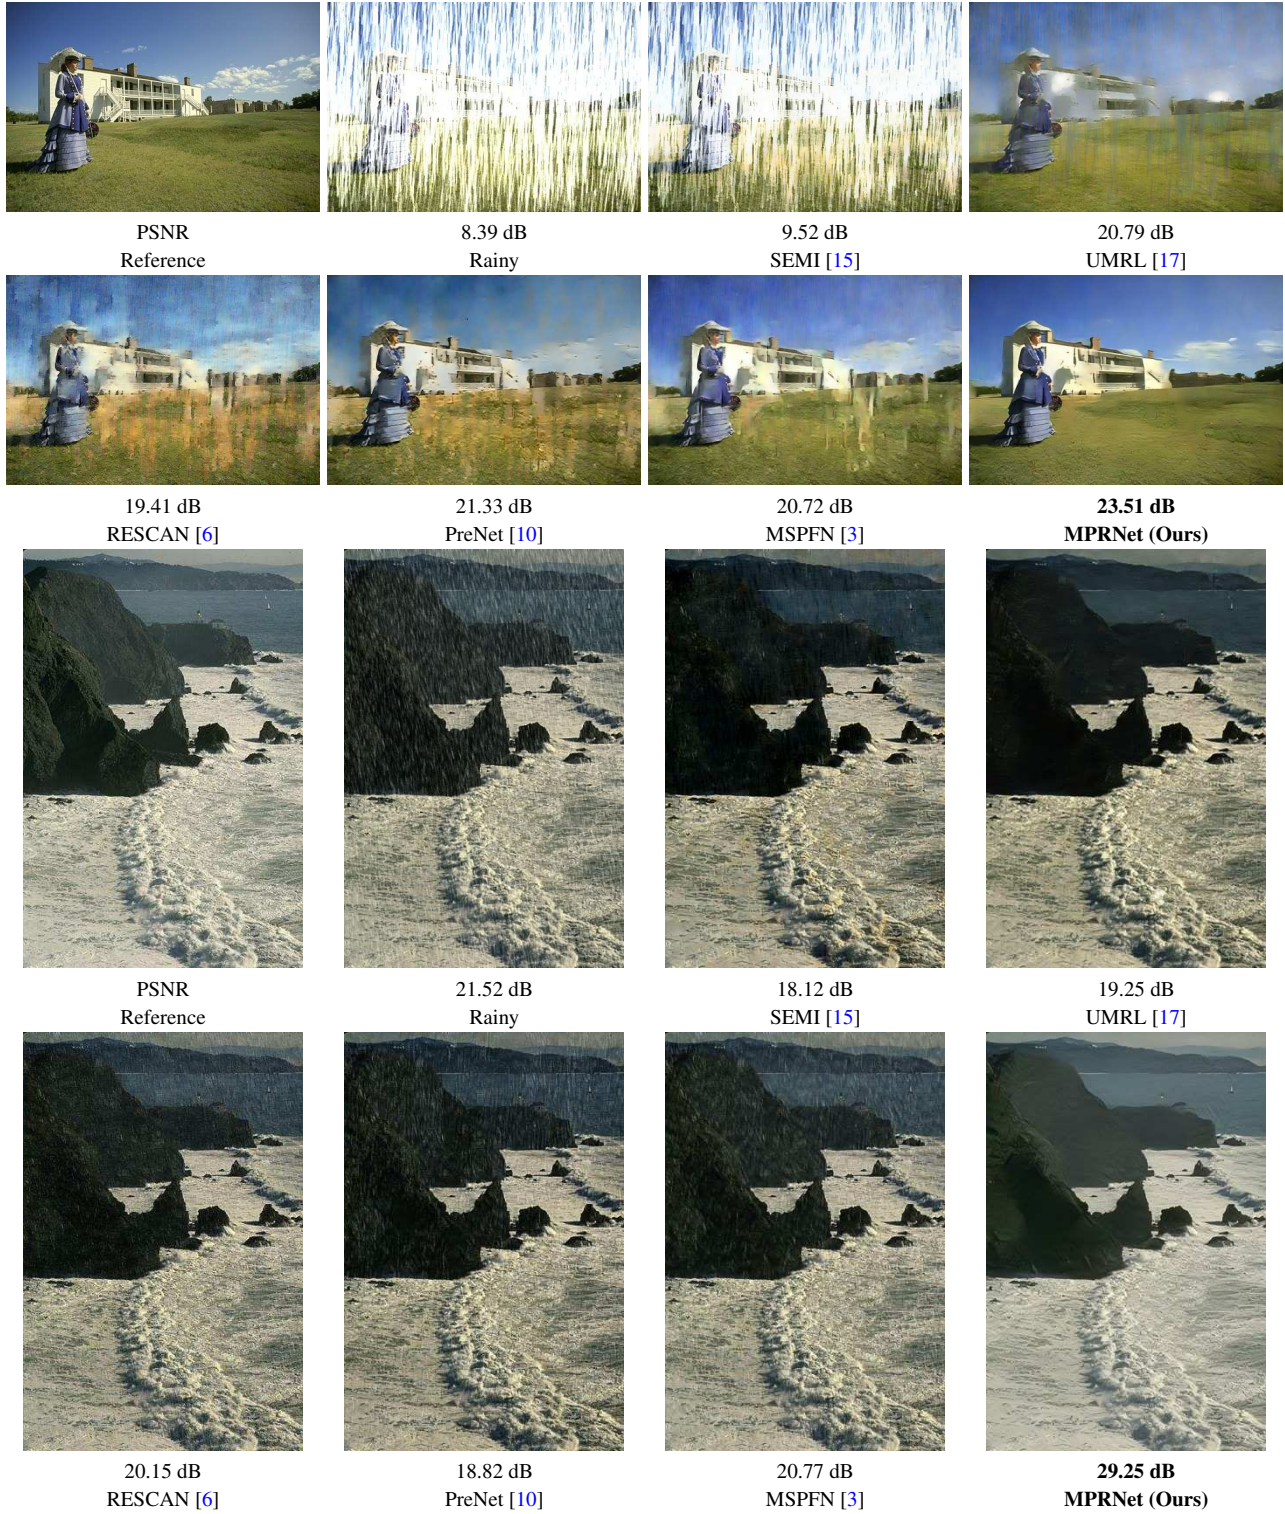 PSNR
8.39 dB
9.52 dB
20.79 dB
Reference
Rainy
SEMI [15]
UMRL [17]
19.41 dB
21.33 dB
20.72 dB
23.51 dB
RESCAN [6]
PreNet [10]
MSPFN [3]
MPRNet (Ours)
PSNR
21.52 dB
18.12 dB
19.25 dB
Reference
Rainy
SEMI [15]
UMRL [17]
20.15 dB
18.82 dB
20.77 dB
29.25 dB
RESCAN [6]
PreNet [10]
MSPFN [3]
MPRNet (Ours)